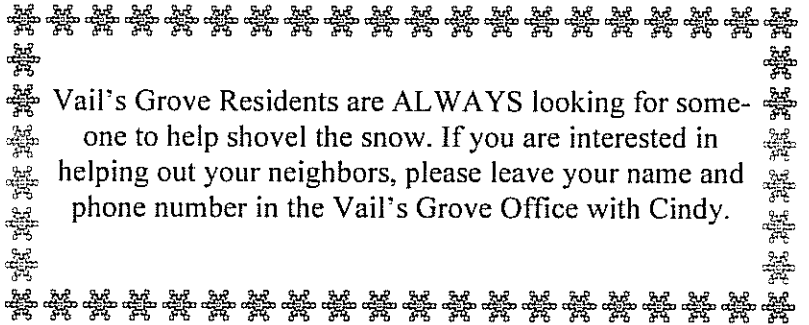 Vail's Grove Residents are ALWAYS looking for some-
one to help shovel the snow. If you are interested in
helping out your neighbors, please leave your name and
phone number in the Vail's Grove Office with Cindy.